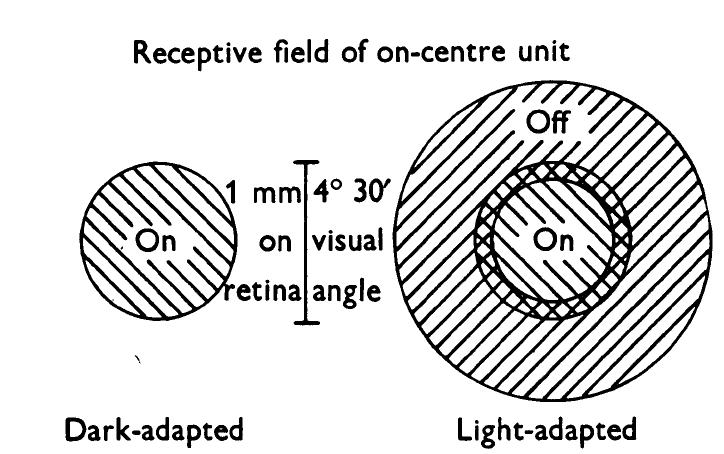 Receptive field of on-centre unit
Off
1 mm 4° 30′
On on visual On
retina angle
Dark-adapted Light-adapted